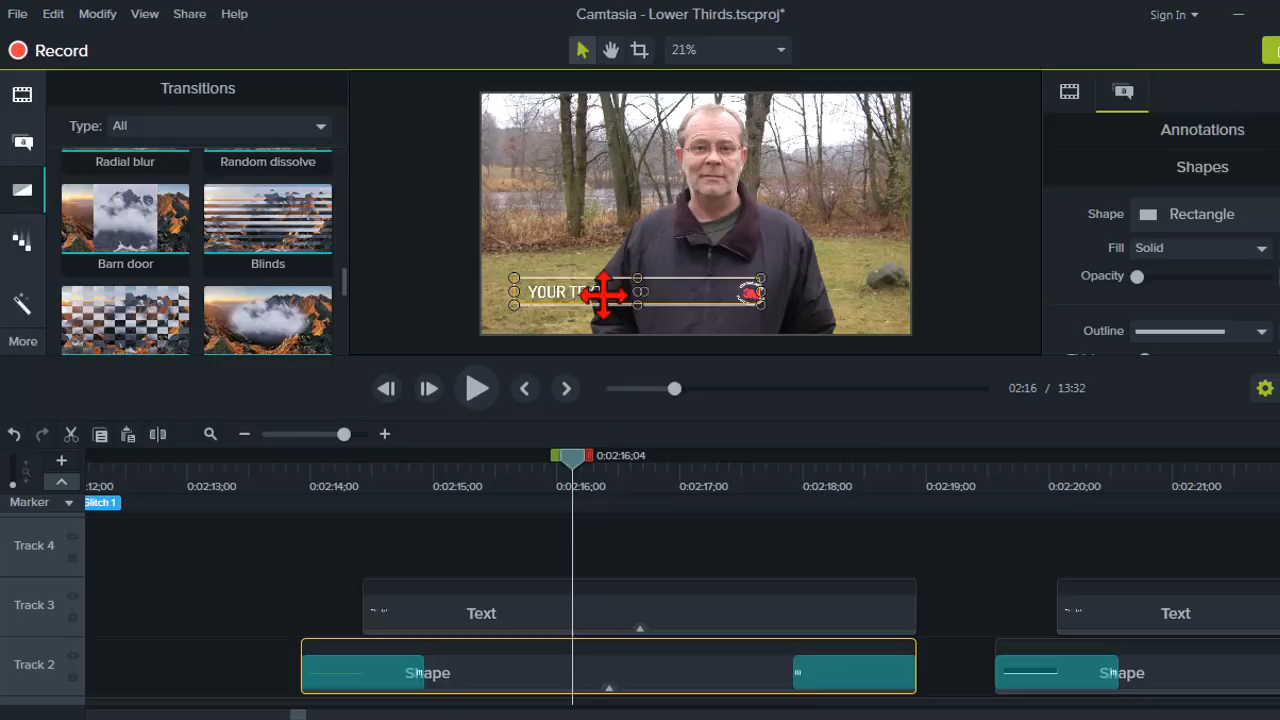 File Edit Modify View Share Help
Camtasia - Lower Thirds.tscproj*
Sign In
Record
21%
Transitions
Type: All
Radial blur
Random dissolve
Barn door
Blinds
More
YOUR
Annotations
Shapes
Shape Rectangle
Fill Solid
Opacity
Outline
02:16 / 13:32
0:02:16;04
:12;00 0:02:13;00 0:02:14;00 0:02:15;00 0:02:16;00 0:02:17;00 0:02:18;00 0:02:19;00 0:02:20;00 0:02:21;00
Marker
Glitch 1
Track 4
Track 3
Text
Text
Track 2
Shape
Shape